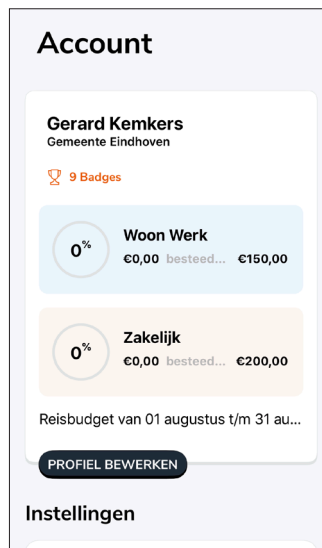 Account
Gerard Kemkers
Gemeente Eindhoven
9 Badges
0%
Woon Werk
€0,00 besteed... €150,00
0%
Zakelijk
€0,00 besteed... €200,00
Reisbudget van 01 augustus t/m 31 au...
PROFIEL BEWERKEN
Instellingen